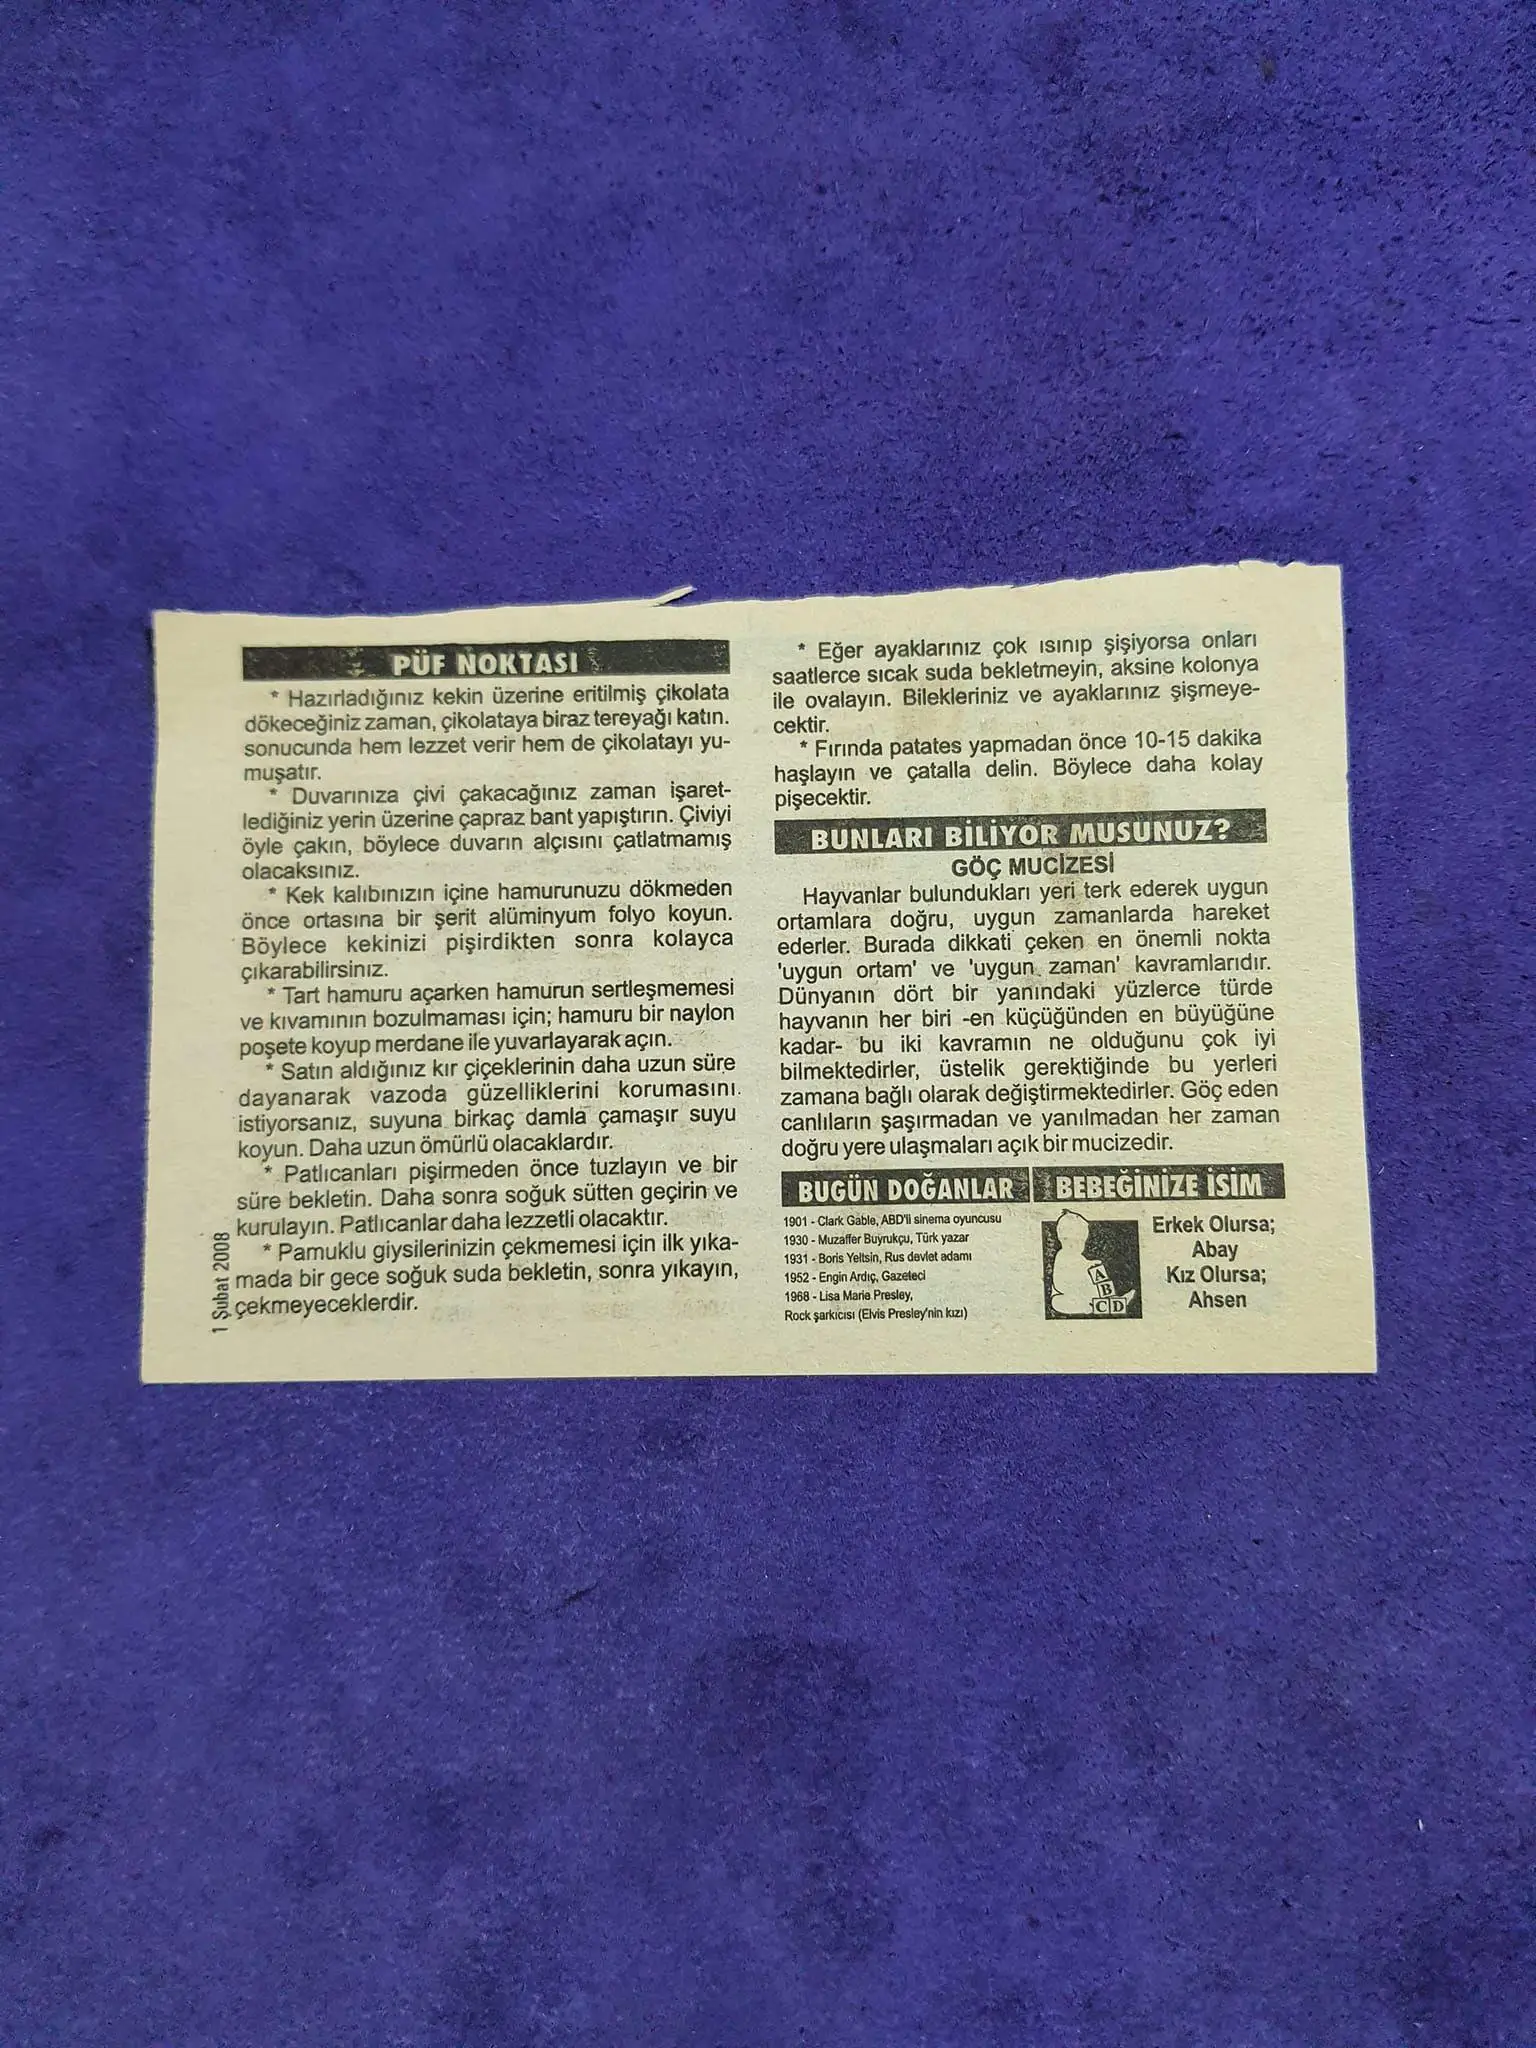 PÜF NOKTASI
* Hazırladığınız kekin üzerine eritilmiş çikolata
dökeceğiniz zaman, çikolataya biraz tereyağı katın.
sonucunda hem lezzet verir hem de çikolatayı yu-
muşatır.
* Duvarınıza çivi çakacağınız zaman işaret-
lediğiniz yerin üzerine çapraz bant yapıştırın. Çiviyi
öyle çakın, böylece duvarın alçısını çatlatmamış
olacaksınız.
* Kek kalıbınızın içine hamurunuzu dökmeden
önce ortasına bir şerit alüminyum folyo koyun.
Böylece kekinizi pişirdikten sonra kolayca
çıkarabilirsiniz.
* Tart hamuru açarken hamurun sertleşmemesi
ve kıvamının bozulmaması için; hamuru bir naylon
poşete koyup merdane ile yuvarlayarak açın.
* Satın aldığınız kır çiçeklerinin daha uzun süre
dayanarak vazoda güzelliklerini korumasını
istiyorsanız, suyuna birkaç damla çamaşır suyu
koyun. Daha uzun ömürlü olacaklardır.
* Patlıcanları pişirmeden önce tuzlayın ve bir
süre bekletin. Daha sonra soğuk sütten geçirin ve
kurulayın. Patlıcanlar daha lezzetli olacaktır.
* Pamuklu giysilerinizin çekmemesi için ilk yıka-
mada bir gece soğuk suda bekletin, sonra yıkayın,
çekmeyeceklerdir.
1 Şubat 2008
* Eğer ayaklarınız çok ısınıp şişiyorsa onları
saatlerce sıcak suda bekletmeyin, aksine kolonya
ile ovalayın. Bilekleriniz ve ayaklarınız şişmeye-
cektir.
* Fırında patates yapmadan önce 10-15 dakika
haşlayın ve çatalla delin. Böylece daha kolay
pişecektir.
BUNLARI BİLİYOR MUSUNUZ?
GÖÇ MUCİZESİ
Hayvanlar bulundukları yeri terk ederek uygun
ortamlara doğru, uygun zamanlarda hareket
ederler. Burada dikkati çeken en önemli nokta
'uygun ortam' ve 'uygun zaman' kavramlarıdır.
Dünyanın dört bir yanındaki yüzlerce türde
hayvanın her biri -en küçüğünden en büyüğüne
kadar- bu iki kavramın ne olduğunu çok iyi
bilmektedirler, üstelik gerektiğinde bu yerleri
zamana bağlı olarak değiştirmektedirler. Göç eden
canlıların şaşırmadan ve yanılmadan her zaman
doğru yere ulaşmaları açık bir mucizedir.
BUGÜN DOĞANLAR
1901 - Clark Gable, ABD'li sinema oyuncusu
1930 - Muzaffer Buyrukçu, Türk yazar
1931 - Boris Yeltsin, Rus devlet adamı
1952 - Engin Ardıç, Gazeteci
1968 - Lisa Marie Presley,
Rock şarkıcısı (Elvis Presley'nin kızı)
BEBEĞİNİZE İSİM
A
B
C D
Erkek Olursa;
Abay
Kız Olursa;
Ahsen